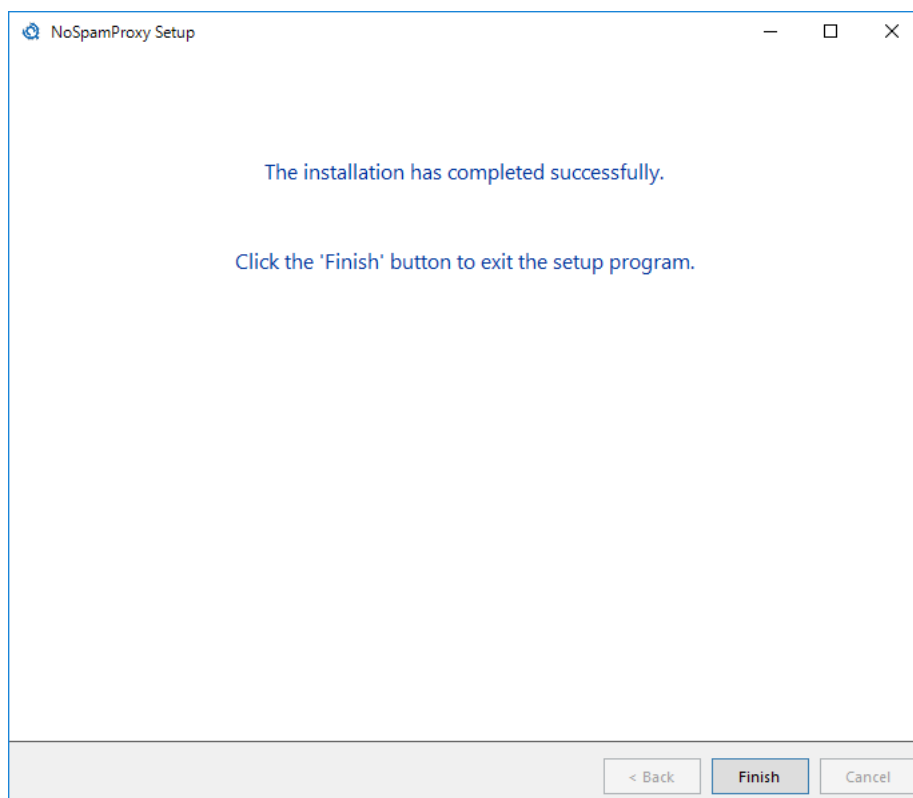 NoSpamProxy Setup
The installation has completed successfully.
Click the 'Finish' button to exit the setup program.
< Back
Finish
Cancel